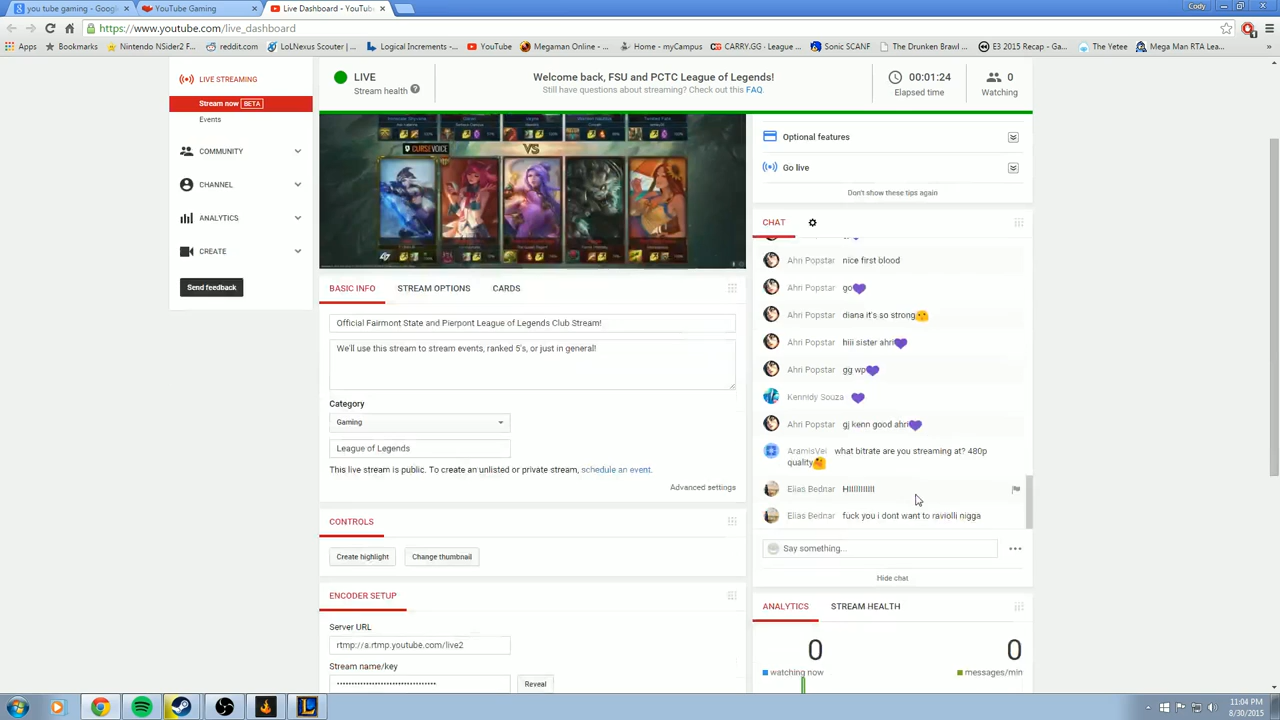 you tube gaming - Googl
YouTube Gaming
Live Dashboard - YouTub
Cody
https://www.youtube.com/live_dashboard
Apps
Bookmarks
Nintendo NSider2 F
reddit.com
LoLNexus Scouter |
Logical Increments -
YouTube
Megaman Online -
Home - myCampus
CARRY.GG - League
Sonic SCANF
The Drunken Brawl
E3 2015 Recap - Ga
The Yetee
Mega Man RTA Lea
LIVE STREAMING
Stream now BETA
Events
COMMUNITY
CHANNEL
ANALYTICS
CREATE
Send feedback
LIVE
Stream health
Welcome back, FSU and PCTC League of Legends!
Still have questions about streaming? Check out this FAQ.
00:01:24
Elapsed time
0
Watching
CURSEVOICE
VS
BASIC INFO
STREAM OPTIONS
CARDS
Official Fairmont State and Pierpont League of Legends Club Stream!
We'll use this stream to stream events, ranked 5's, or just in general!
Category
Gaming
League of Legends
This live stream is public. To create an unlisted or private stream, schedule an event.
Advanced settings
CONTROLS
Create highlight
Change thumbnail
ENCODER SETUP
Server URL
rtmp://a.rtmp.youtube.com/live2
Stream name/key
Reveal
Optional features
Go live
Don't show these tips again
CHAT
Ahri Popstar nice first blood
Ahri Popstar go
Ahri Popstar diana it's so strong
Ahri Popstar hiii sister ahri
Ahri Popstar gg wp
Kennidy Souza
Ahri Popstar gj kenn good ahri
AramisVei what bitrate are you streaming at? 480p
quality
Elias Bednar HIIIIIIIIIII
Elias Bednar fuck you i dont want to raviolli nigga
Say something...
Hide chat
ANALYTICS
STREAM HEALTH
0
watching now
0
messages/min
11:04 PM
8/30/2015